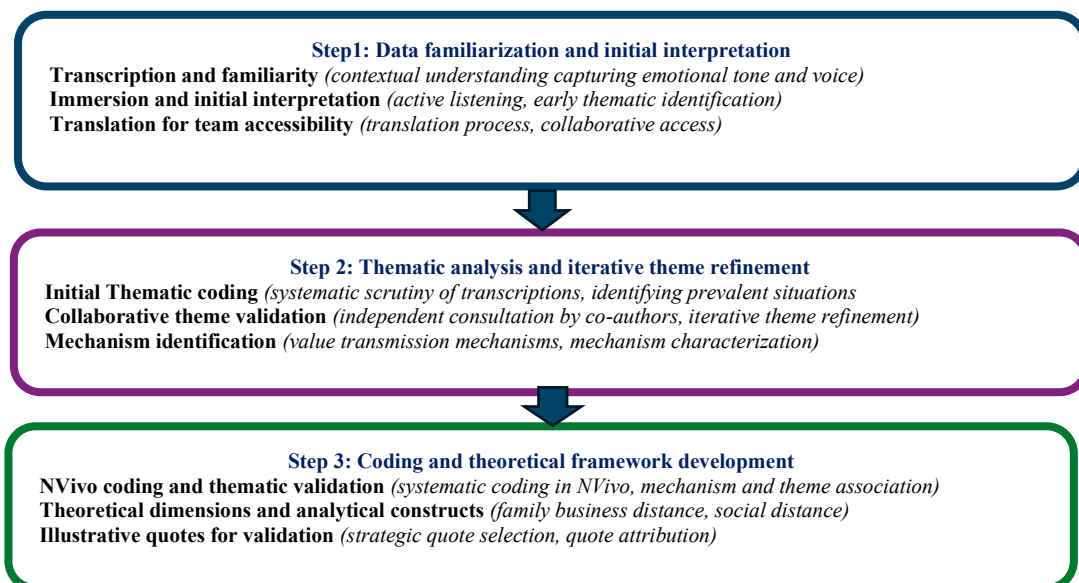 Step1: Data familiarization and initial interpretation
Transcription and familiarity (contextual understanding capturing emotional tone and voice)
Immersion and initial interpretation (active listening, early thematic identification)
Translation for team accessibility (translation process, collaborative access)
Step 2: Thematic analysis and iterative theme refinement
Initial Thematic coding (systematic scrutiny of transcriptions, identifying prevalent situations
Collaborative theme validation (independent consultation by co-authors, iterative theme refinement)
Mechanism identification (value transmission mechanisms, mechanism characterization)
Step 3: Coding and theoretical framework development
NVivo coding and thematic validation (systematic coding in NVivo, mechanism and theme association)
Theoretical dimensions and analytical constructs (family business distance, social distance)
Illustrative quotes for validation (strategic quote selection, quote attribution)